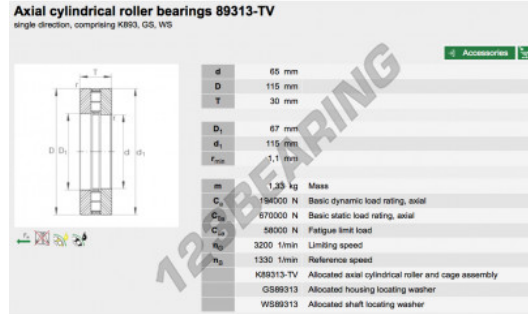 Axial cylindrical roller bearings 89313-TV
single direction, comprising K893, GS, WS
Accessories
d 65 mm
D 115 mm
T 30 mm
D₁ 67 mm
d₁ 115 mm
rmin 1,1 mm
m 1,33 kg Mass
Ca 194000 N Basic dynamic load rating, axial
C0a 670000 N Basic static load rating, axial
Cua 58000 N Fatigue limit load
nG 3200 1/min Limiting speed
nB 1330 1/min Reference speed
K89313-TV Allocated axial cylindrical roller and cage assembly
GS89313 Allocated housing locating washer
WS89313 Allocated shaft locating washer
T
r
r
D D₁ d d₁
123BEARING